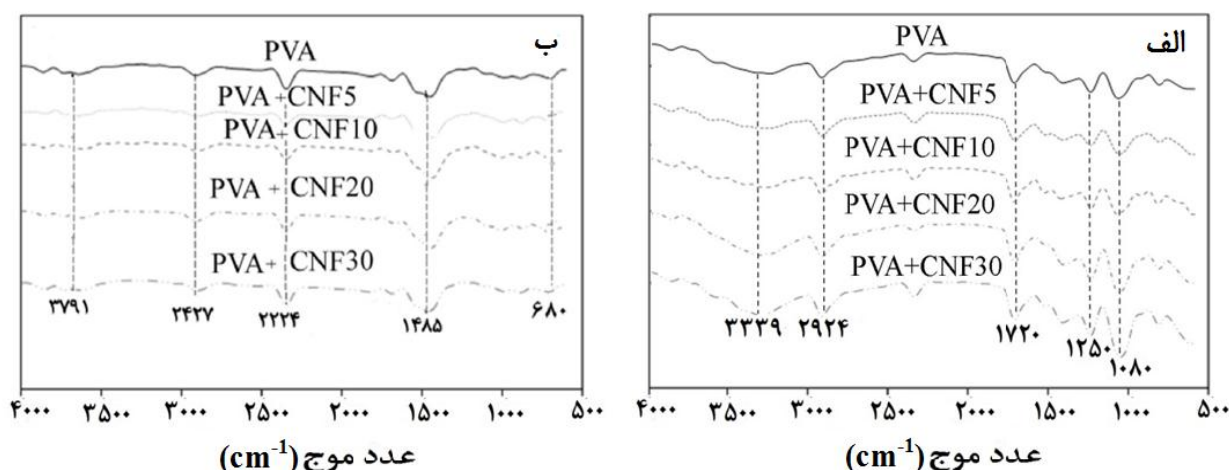 الف
PVA
PVA+CNF5
PVA+CNF10
PVA+CNF20
PVA+CNF30
۳۳۳۹ ۲۹۲۴ ۱۷۲۰ ۱۲۵۰ ۱۰۸۰
۴۰۰۰ ۳۵۰۰ ۳۰۰۰ ۲۵۰۰ ۲۰۰۰ ۱۵۰۰ ۱۰۰۰ ۵۰۰
عدد موج (cm-1)
ب
PVA
PVA +CNF5
PVA+ CNF10
PVA + CNF20
PVA+ CNF30
۳۷۹۱ ۲۴۲۷ ۲۲۲۴ ۱۴۸۵ ۶۸۰
۴۰۰۰ ۳۵۰۰ ۳۰۰۰ ۲۵۰۰ ۲۰۰۰ ۱۵۰۰ ۱۰۰۰ ۵۰۰
عدد موج (cm-1)